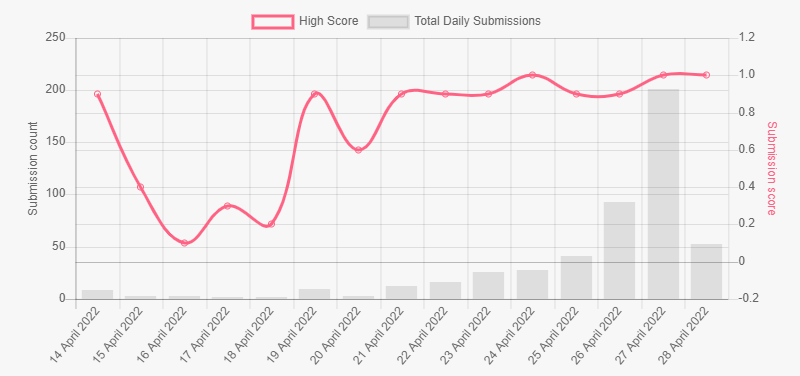 High Score Total Daily Submissions
250 1.2
200 1.0
150 0.8
100 0.6
50 0.4
0 0.2
0
-0.2
Submission count
Submission score
14 April 2022
15 April 2022
16 April 2022
17 April 2022
18 April 2022
19 April 2022
20 April 2022
21 April 2022
22 April 2022
23 April 2022
24 April 2022
25 April 2022
26 April 2022
27 April 2022
28 April 2022